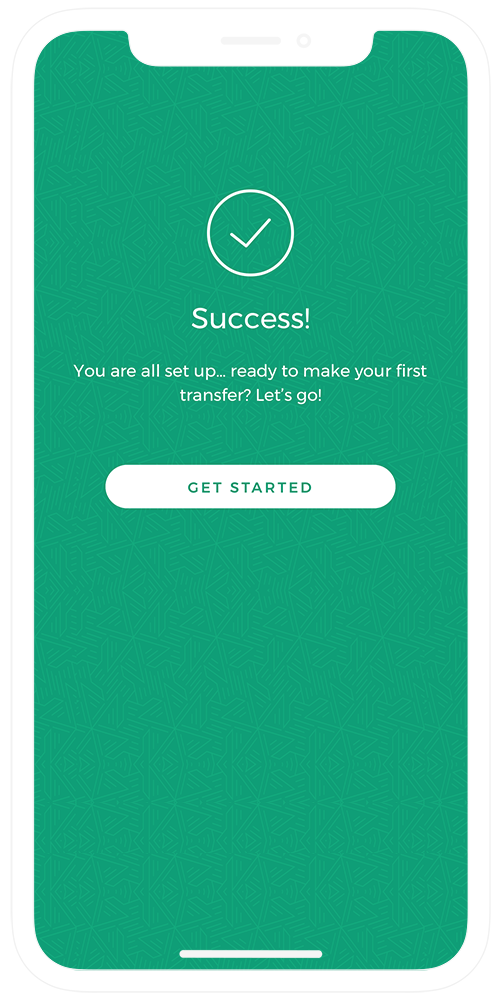 Success!
You are all set up... ready to make your first
transfer? Let’s go!
GET STARTED